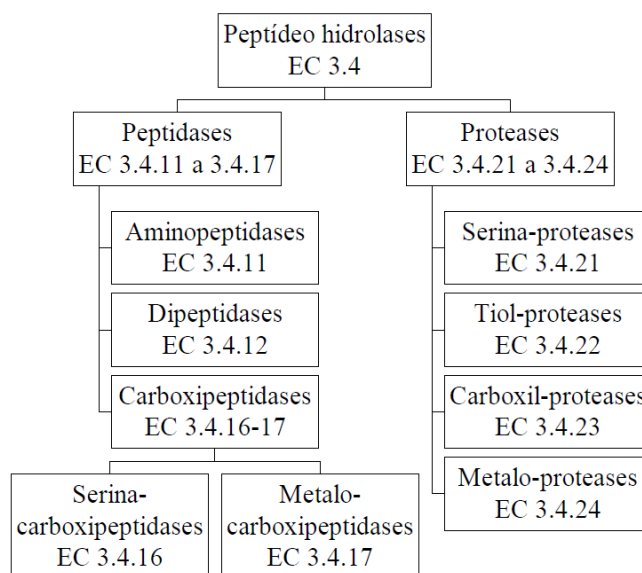 Peptídeo hidrolases
EC 3.4
Peptidases
EC 3.4.11 a 3.4.17
Proteases
EC 3.4.21 a 3.4.24
Aminopeptidases
EC 3.4.11
Dipeptidases
EC 3.4.12
Carboxipeptidases
EC 3.4.16-17
Serina-
carboxipeptidases
EC 3.4.16
Metalo-
carboxipeptidases
EC 3.4.17
Serina-proteases
EC 3.4.21
Tiol-proteases
EC 3.4.22
Carboxil-proteases
EC 3.4.23
Metalo-proteases
EC 3.4.24